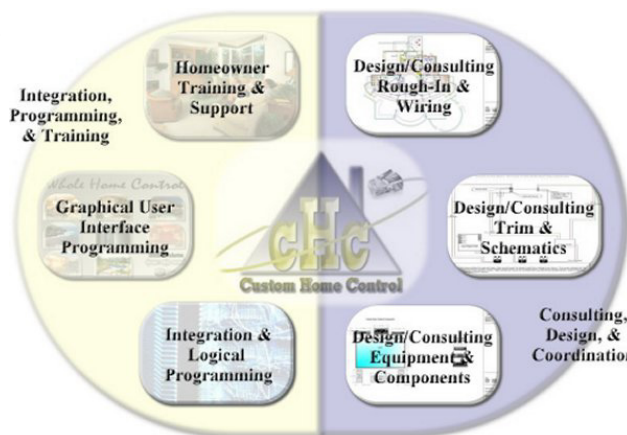 Homeowner
Training &
Support
Design/Consulting
Rough-In &
Wiring
Integration,
Programming,
& Training
Whole Home Control
Graphical User
Interface
Programming
Design/Consulting
Trim &
Schematics
cHc
Custom Home Control
Integration &
Logical
Programming
Design/Consulting
Equipment &
Components
Consulting,
Design, &
Coordination